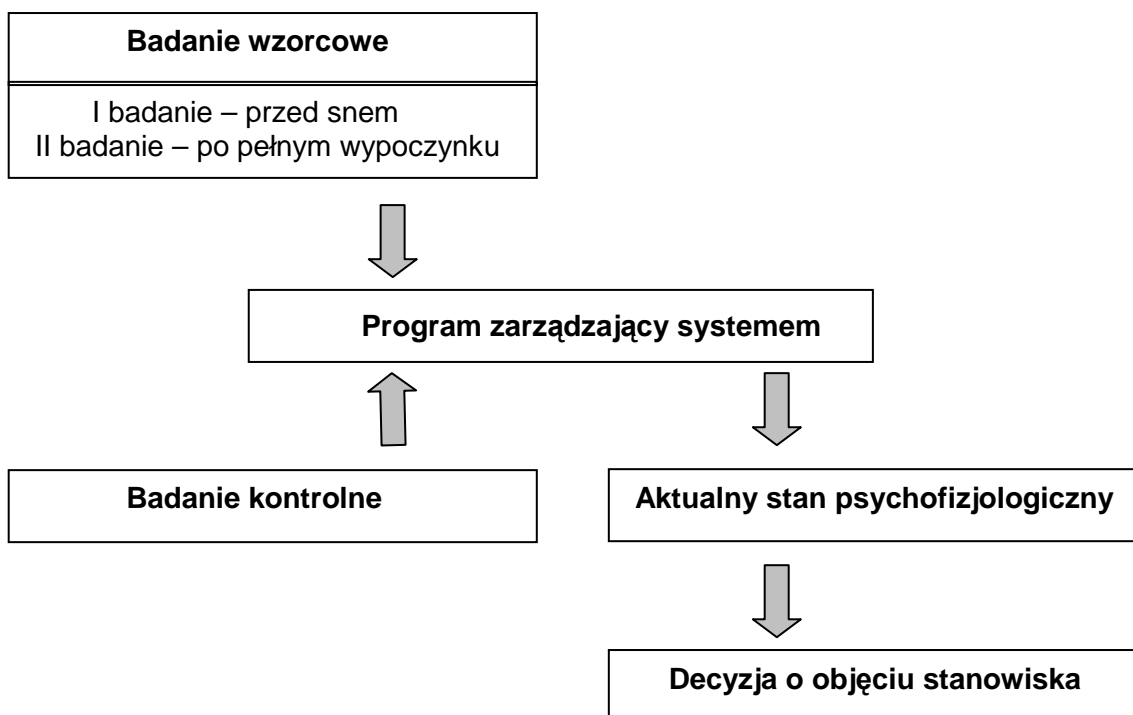 Badanie wzorcowe
I badanie – przed snem
II badanie – po pełnym wypoczynku
Program zarządzający systemem
Badanie kontrolne
Aktualny stan psychofizjologiczny
Decyzja o objęciu stanowiska